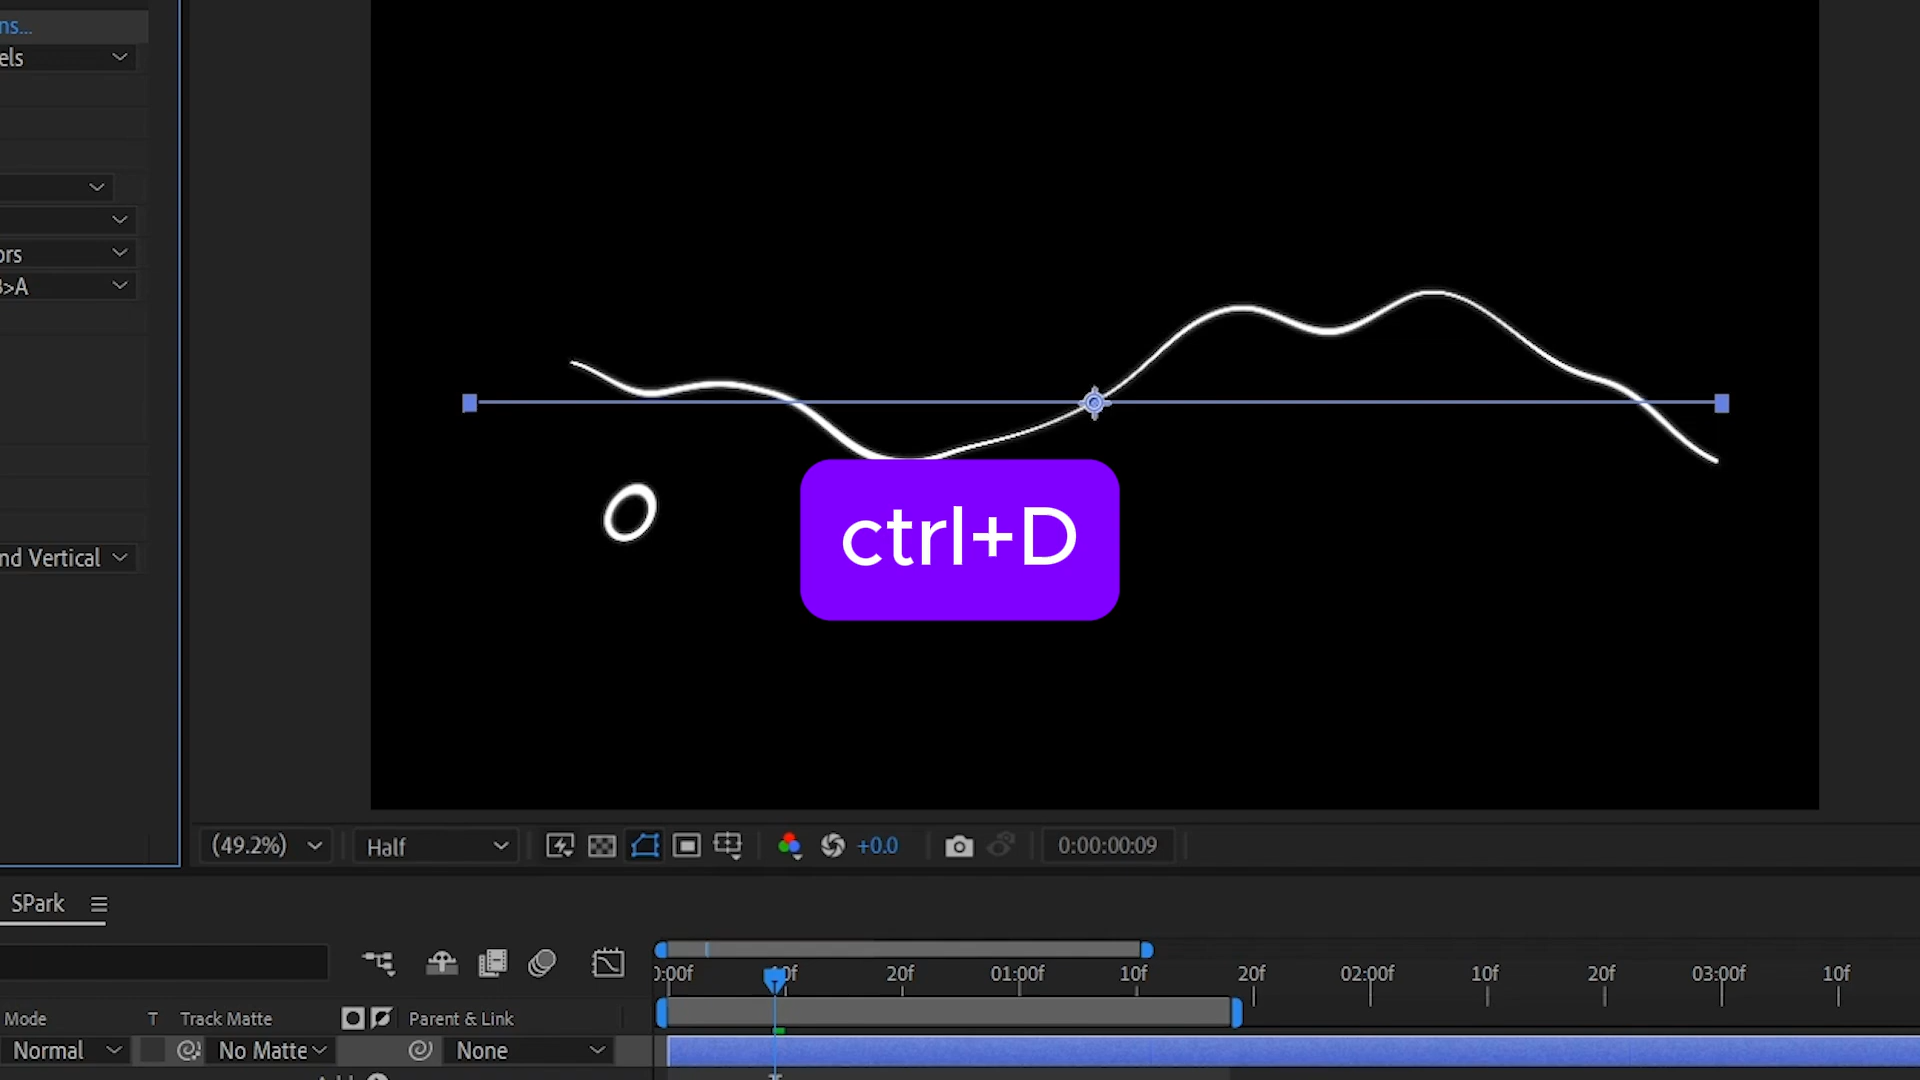 ns...
els
ors
B>A
nd Vertical
ctrl+D
(49.2%)
Half
+0.0
0:00:00:09
SPark
0:00f 10f 20f 01:00f 10f 20f 02:00f 10f 20f 03:00f 10f
Mode T Track Matte Parent & Link
Normal No Matte None